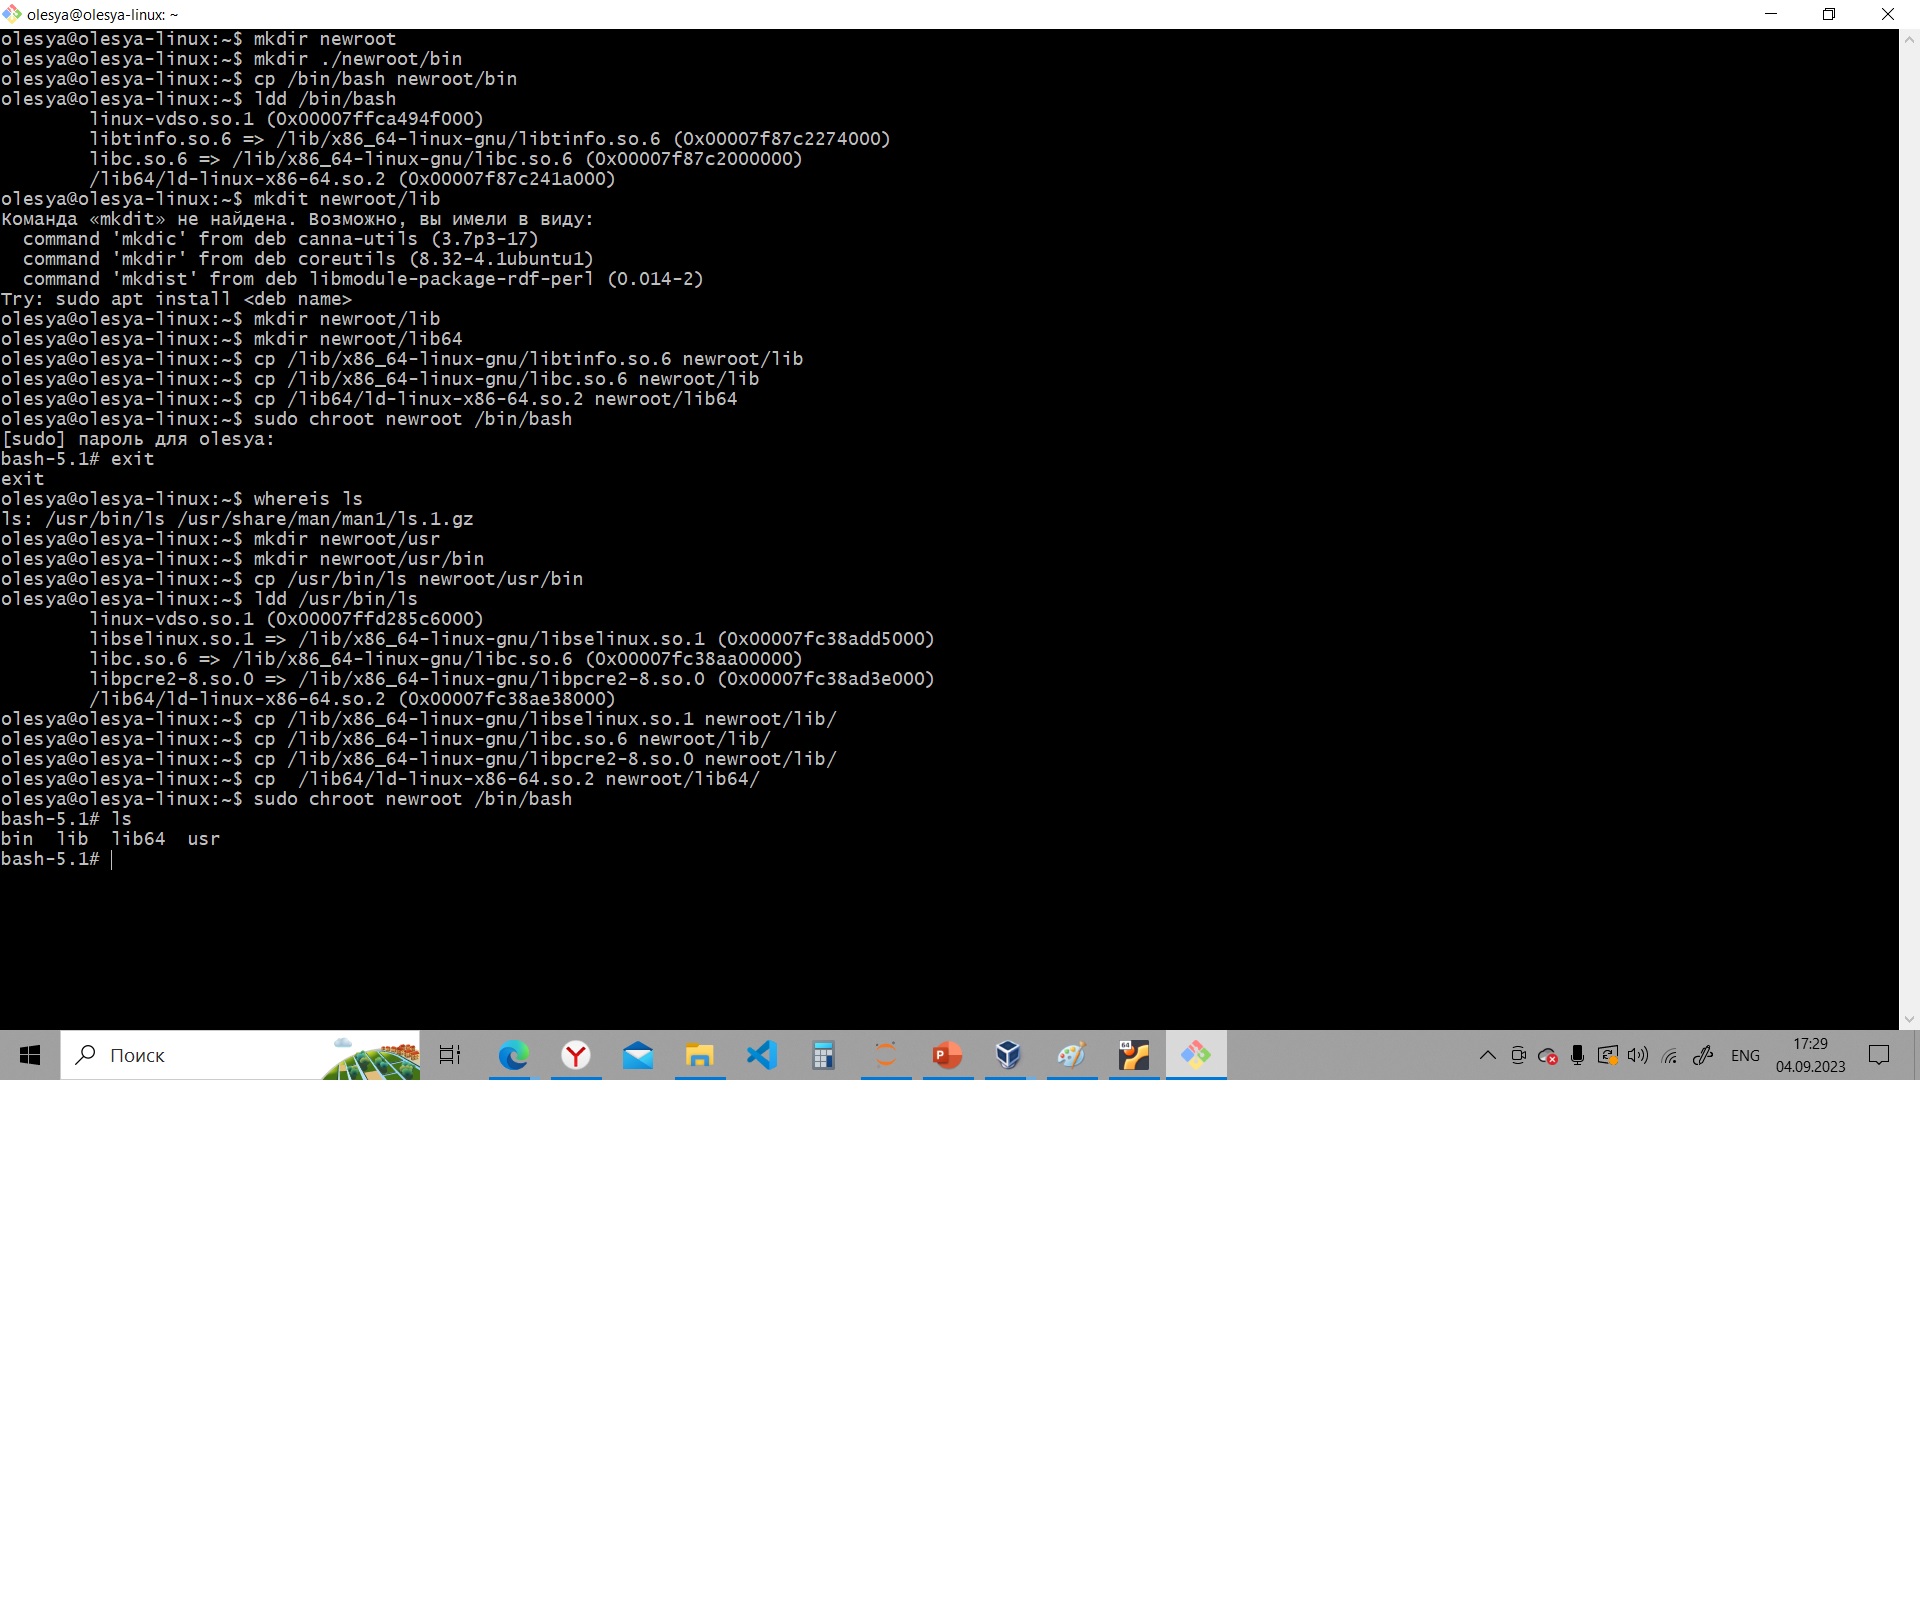 olesya@olesya-linux: ~
olesya@olesya-linux:~$ mkdir newroot
olesya@olesya-linux:~$ mkdir ./newroot/bin
olesya@olesya-linux:~$ cp /bin/bash newroot/bin
olesya@olesya-linux:~$ ldd /bin/bash
linux-vdso.so.1 (0x00007ffca494f000)
libtinfo.so.6 => /lib/x86_64-linux-gnu/libtinfo.so.6 (0x00007f87c2274000)
libc.so.6 => /lib/x86_64-linux-gnu/libc.so.6 (0x00007f87c2000000)
/lib64/ld-linux-x86-64.so.2 (0x00007f87c241a000)
olesya@olesya-linux:~$ mkdit newroot/lib
Команда «mkdit» не найдена. Возможно, вы имели в виду:
command 'mkdic' from deb canna-utils (3.7p3-17)
command 'mkdir' from deb coreutils (8.32-4.1ubuntu1)
command 'mkdist' from deb libmodule-package-rdf-perl (0.014-2)
Try: sudo apt install <deb name>
olesya@olesya-linux:~$ mkdir newroot/lib
olesya@olesya-linux:~$ mkdir newroot/lib64
olesya@olesya-linux:~$ cp /lib/x86_64-linux-gnu/libtinfo.so.6 newroot/lib
olesya@olesya-linux:~$ cp /lib/x86_64-linux-gnu/libc.so.6 newroot/lib
olesya@olesya-linux:~$ cp /lib64/ld-linux-x86-64.so.2 newroot/lib64
olesya@olesya-linux:~$ sudo chroot newroot /bin/bash
[sudo] пароль для olesya:
bash-5.1# exit
exit
olesya@olesya-linux:~$ whereis ls
ls: /usr/bin/ls /usr/share/man/man1/ls.1.gz
olesya@olesya-linux:~$ mkdir newroot/usr
olesya@olesya-linux:~$ mkdir newroot/usr/bin
olesya@olesya-linux:~$ cp /usr/bin/ls newroot/usr/bin
olesya@olesya-linux:~$ ldd /usr/bin/ls
linux-vdso.so.1 (0x00007ffd285c6000)
libselinux.so.1 => /lib/x86_64-linux-gnu/libselinux.so.1 (0x00007fc38add5000)
libc.so.6 => /lib/x86_64-linux-gnu/libc.so.6 (0x00007fc38aa00000)
libpcre2-8.so.0 => /lib/x86_64-linux-gnu/libpcre2-8.so.0 (0x00007fc38ad3e000)
/lib64/ld-linux-x86-64.so.2 (0x00007fc38ae38000)
olesya@olesya-linux:~$ cp /lib/x86_64-linux-gnu/libselinux.so.1 newroot/lib/
olesya@olesya-linux:~$ cp /lib/x86_64-linux-gnu/libc.so.6 newroot/lib/
olesya@olesya-linux:~$ cp /lib/x86_64-linux-gnu/libpcre2-8.so.0 newroot/lib/
olesya@olesya-linux:~$ cp  /lib64/ld-linux-x86-64.so.2 newroot/lib64/
olesya@olesya-linux:~$ sudo chroot newroot /bin/bash
bash-5.1# ls
bin  lib  lib64  usr
bash-5.1#
Поиск
64
ENG
17:29
04.09.2023